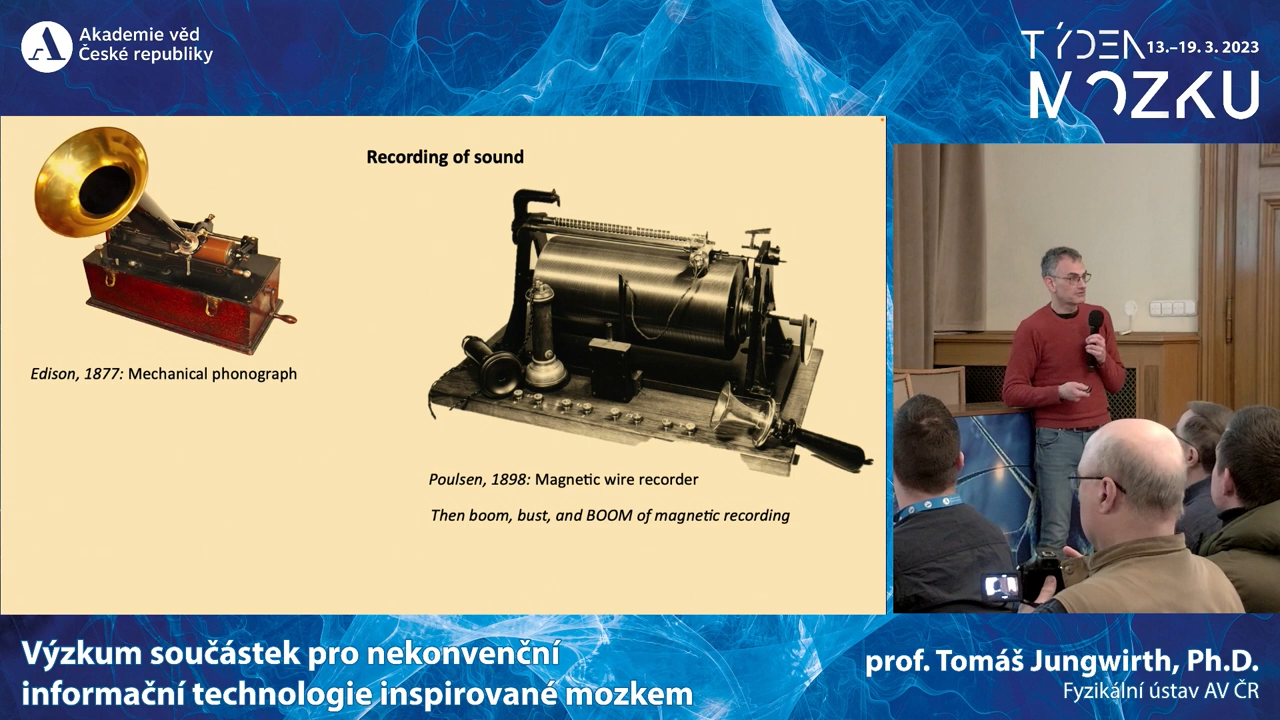 Akademie věd
České republiky
TÝDEN 13.–19. 3. 2023
MOZKU
Recording of sound
Edison, 1877: Mechanical phonograph
Poulsen, 1898: Magnetic wire recorder
Then boom, bust, and BOOM of magnetic recording
Výzkum součástek pro nekonvenční
informační technologie inspirované mozkem
prof. Tomáš Jungwirth, Ph.D.
Fyzikální ústav AV ČR